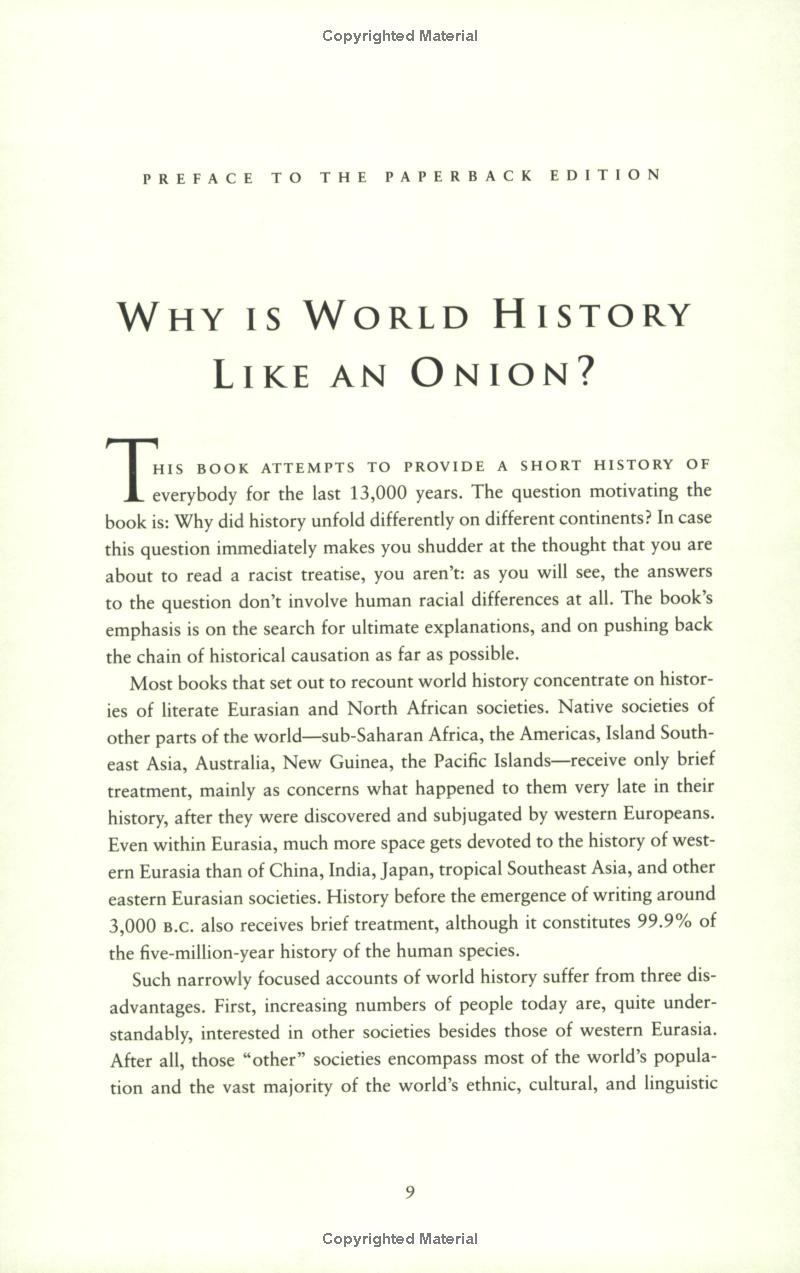 Copyrighted Material
PREFACE TO THE PAPERBACK EDITION
WHY IS WORLD HISTORY
LIKE AN ONION?
THIS BOOK ATTEMPTS TO PROVIDE A SHORT HISTORY OF
everybody for the last 13,000 years. The question motivating the
book is: Why did history unfold differently on different continents? In case
this question immediately makes you shudder at the thought that you are
about to read a racist treatise, you aren't: as you will see, the answers
to the question don't involve human racial differences at all. The book's
emphasis is on the search for ultimate explanations, and on pushing back
the chain of historical causation as far as possible.
Most books that set out to recount world history concentrate on histor-
ies of literate Eurasian and North African societies. Native societies of
other parts of the world—sub-Saharan Africa, the Americas, Island South-
east Asia, Australia, New Guinea, the Pacific Islands—receive only brief
treatment, mainly as concerns what happened to them very late in their
history, after they were discovered and subjugated by western Europeans.
Even within Eurasia, much more space gets devoted to the history of west-
ern Eurasia than of China, India, Japan, tropical Southeast Asia, and other
eastern Eurasian societies. History before the emergence of writing around
3,000 B.C. also receives brief treatment, although it constitutes 99.9% of
the five-million-year history of the human species.
Such narrowly focused accounts of world history suffer from three dis-
advantages. First, increasing numbers of people today are, quite under-
standably, interested in other societies besides those of western Eurasia.
After all, those “other” societies encompass most of the world's popula-
tion and the vast majority of the world's ethnic, cultural, and linguistic
9
Copyrighted Material